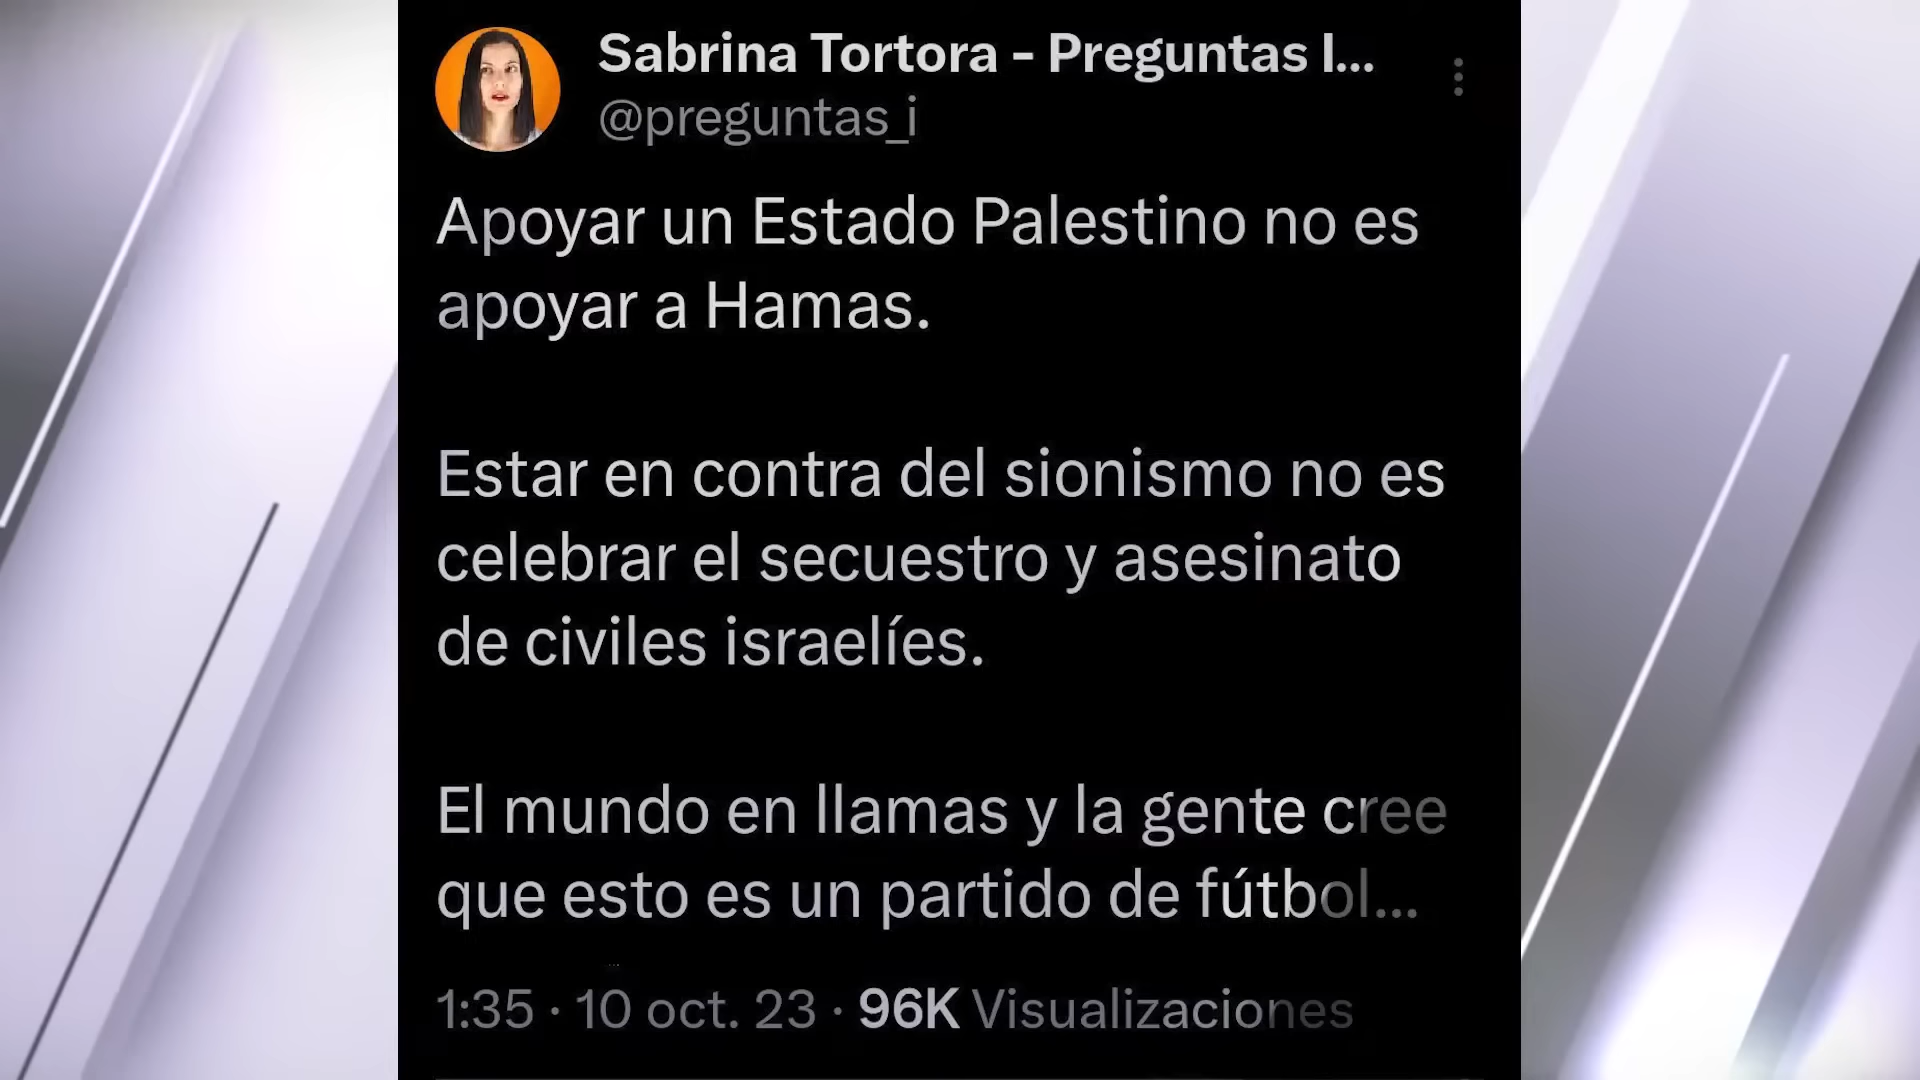 Sabrina Tortora - Preguntas I...
@preguntas_i
Apoyar un Estado Palestino no es
apoyar a Hamas.
Estar en contra del sionismo no es
celebrar el secuestro y asesinato
de civiles israelíes.
El mundo en llamas y la gente cree
que esto es un partido de fútbol...
1:35 · 10 oct. 23 · 96K Visualizaciones